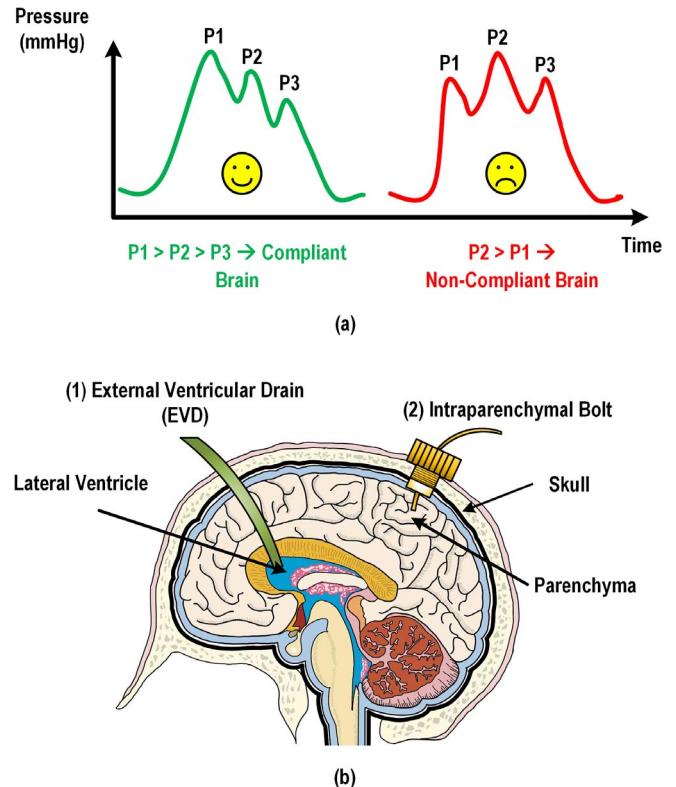 Pressure
(mmHg)
P1
P2
P3
P1
P2
P3
Time
P1 > P2 > P3 → Compliant
Brain
P2 > P1 →
Non-Compliant Brain
(a)
(1) External Ventricular Drain
(EVD)
(2) Intraparenchymal Bolt
Lateral Ventricle
Skull
Parenchyma
(b)